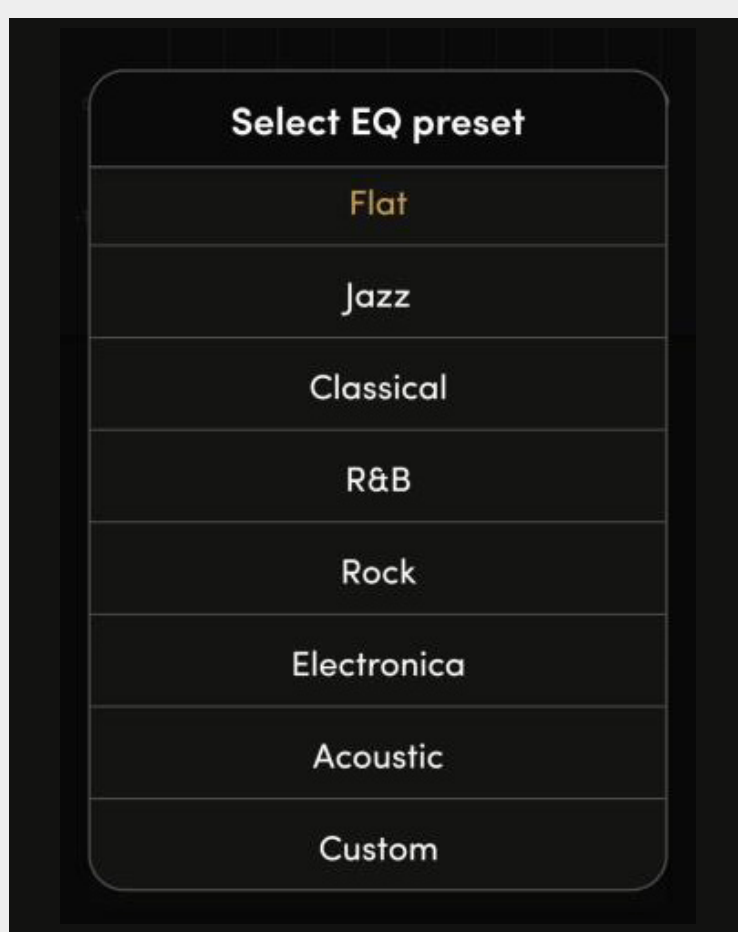 Select EQ preset
Flat
Jazz
Classical
R&B
Rock
Electronica
Acoustic
Custom